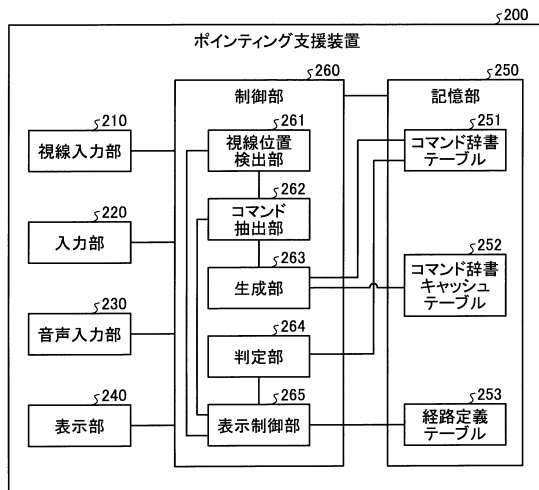 200
ポインティング支援装置
260
制御部
250
記憶部
210
視線入力部
220
入力部
230
音声入力部
240
表示部
261
視線位置
検出部
262
コマンド
抽出部
263
生成部
264
判定部
265
表示制御部
251
コマンド辞書
テーブル
252
コマンド辞書
キャッシュ
テーブル
253
経路定義
テーブル